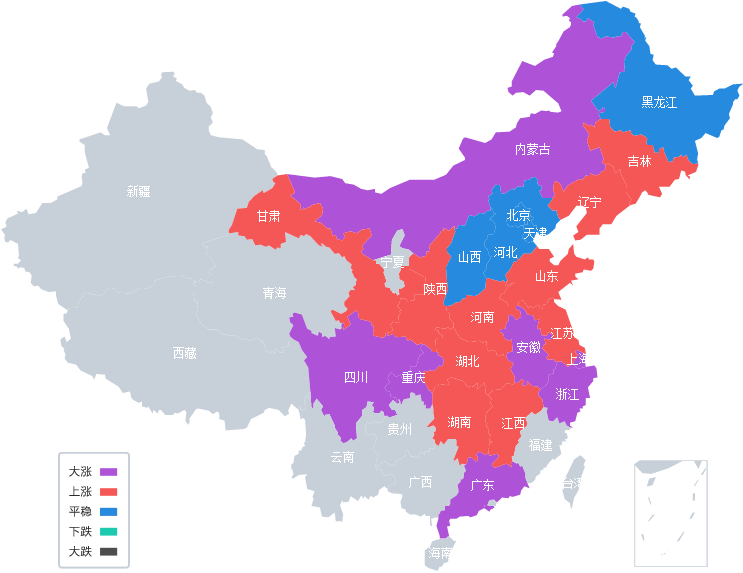 黑龙江
内蒙古
吉林
新疆
辽宁
甘肃
北京
天津
河北
山西
宁夏
山东
青海
陕西
河南
江苏
安徽
西藏
湖北
上海
四川
重庆
浙江
湖南
江西
贵州
福建
云南
广西
广东
台湾
海南
大涨
上涨
平稳
下跌
大跌